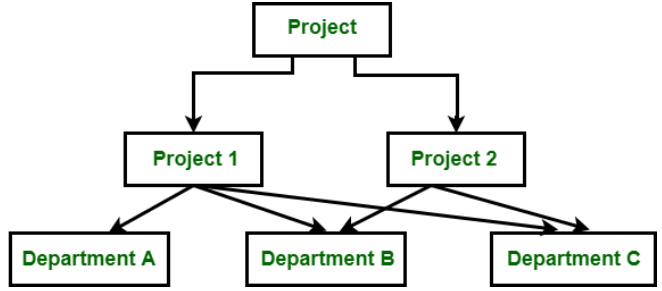 Project
Project 1
Project 2
Department A
Department B
Department C